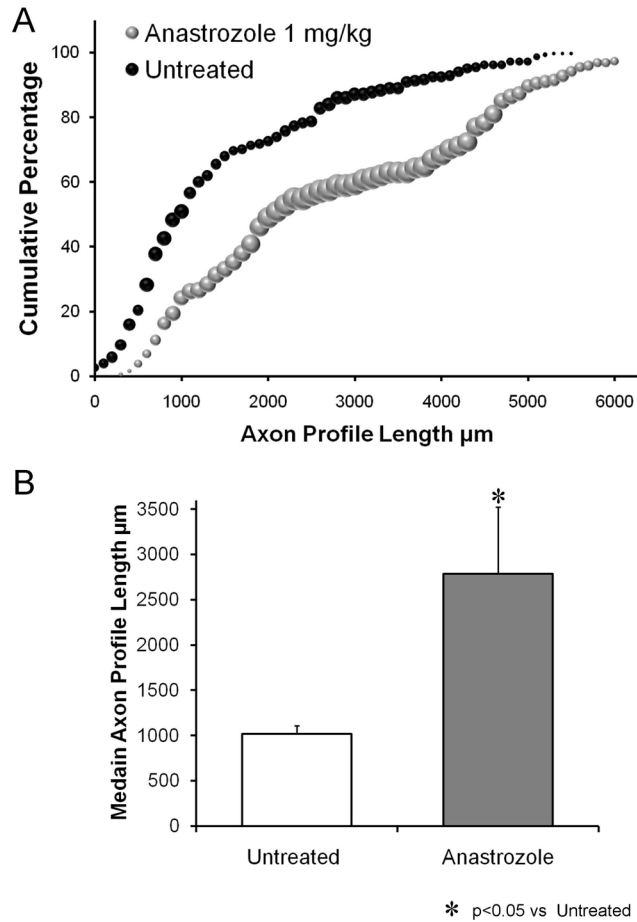 A
Anastrozole 1 mg/kg
Untreated
Cumulative Percentage
100
80
60
40
20
0
0 1000 2000 3000 4000 5000 6000
Axon Profile Length µm
B
*
Medain Axon Profile Length µm
3500
3000
2500
2000
1500
1000
500
0
Untreated Anastrozole
* p<0.05 vs Untreated